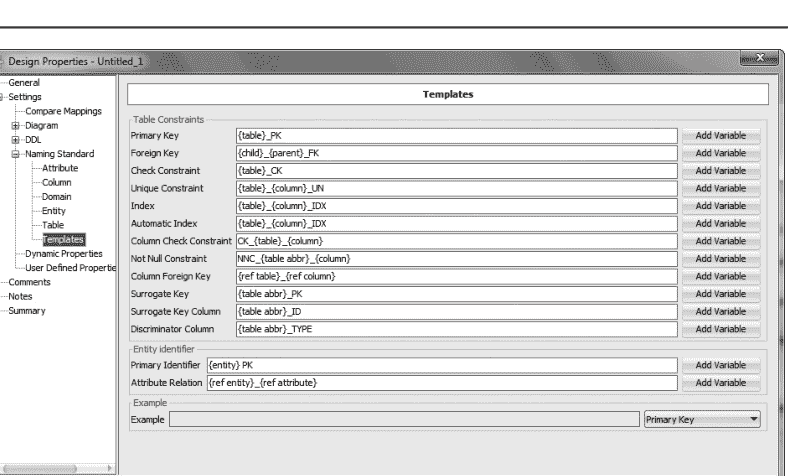 Design Properties - Untitled_1
General
Settings
Compare Mappings
Diagram
DDL
Naming Standard
Attribute
Column
Domain
Entity
Table
Templates
Dynamic Properties
User Defined Propertie
Comments
Notes
Summary
Templates
Table Constraints
Primary Key {table}_PK Add Variable
Foreign Key {child}_{parent}_FK Add Variable
Check Constraint {table}_CK Add Variable
Unique Constraint {table}_{column}_UN Add Variable
Index {table}_{column}_IDX Add Variable
Automatic Index {table}_{column}_IDX Add Variable
Column Check Constraint CK_{table}_{column} Add Variable
Not Null Constraint NNC_{table abbr}_{column} Add Variable
Column Foreign Key {ref table}_{ref column} Add Variable
Surrogate Key {table abbr}_PK Add Variable
Surrogate Key Column {table abbr}_ID Add Variable
Discriminator Column {table abbr}_TYPE Add Variable
Entity identifier
Primary Identifier {entity} PK Add Variable
Attribute Relation {ref entity}_{ref attribute} Add Variable
Example
Example Primary Key